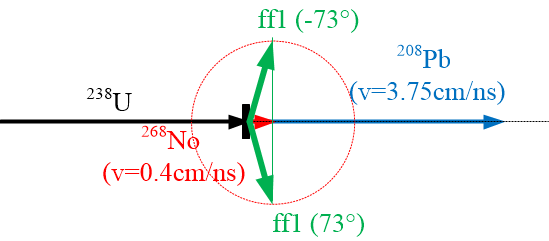 ff1 (-73°)
²⁰⁸Pb
(v=3.75cm/ns)
²³⁸U
²⁶⁸No
(v=0.4cm/ns)
ff1 (73°)